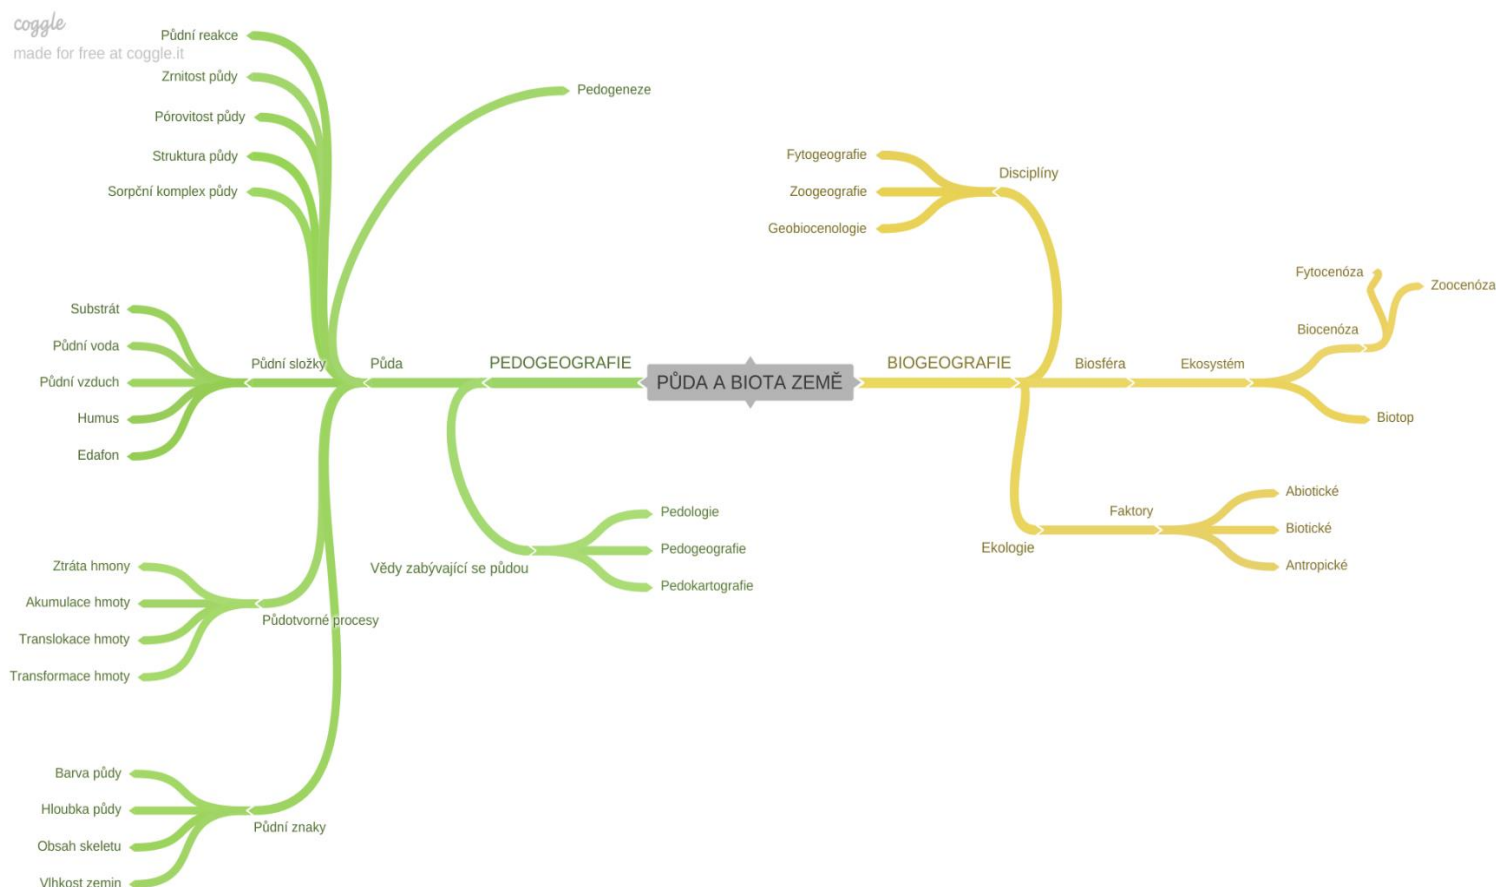 coggle
made for free at coggle.it
Půdní reakce
Zrnitost půdy
Pórovitost půdy
Struktura půdy
Sorpční komplex půdy
Pedogeneze
Substrát
Půdní voda
Půdní vzduch
Humus
Edafon
Půdní složky
Půda
PEDOGEOGRAFIE
PŮDA A BIOTA ZEMĚ
Ztráta hmony
Akumulace hmoty
Translokace hmoty
Transformace hmoty
Půdotvorné procesy
Barva půdy
Hloubka půdy
Obsah skeletu
Vlhkost zemin
Půdní znaky
Vědy zabývající se půdou
Pedologie
Pedogeografie
Pedokartografie
BIOGEOGRAFIE
Disciplíny
Fytogeografie
Zoogeografie
Geobiocenologie
Biosféra
Ekosystém
Biocenóza
Fytocenóza
Zoocenóza
Biotop
Ekologie
Faktory
Abiotické
Biotické
Antropické